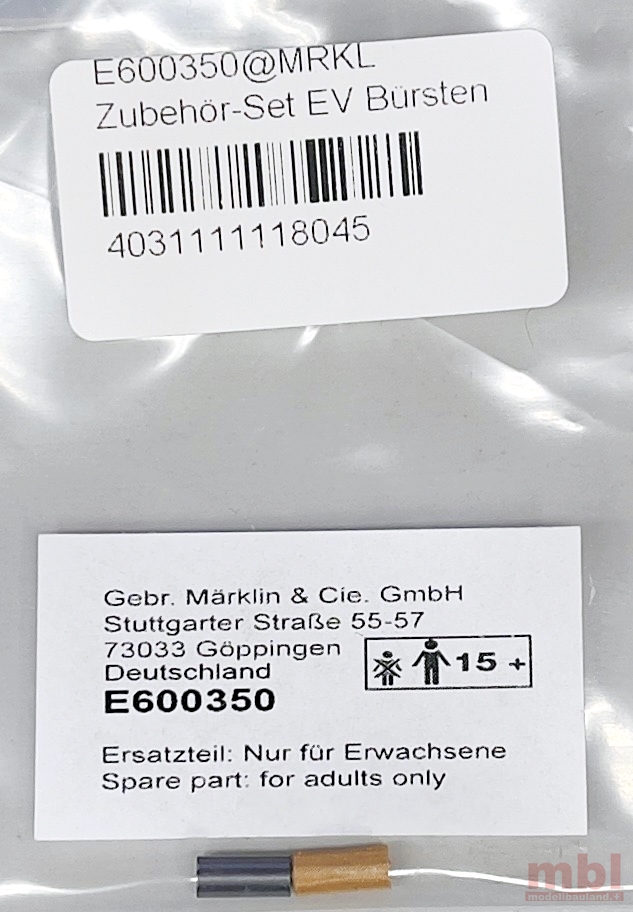 E600350@MRKL
Zubehör-Set EV Bürsten
4031111118045
Gebr. Märklin & Cie. GmbH
Stuttgarter Straße 55-57
73033 Göppingen
Deutschland
15 +
E600350
Ersatzteil: Nur für Erwachsene
Spare part: for adults only
mbl
modellbauland.+